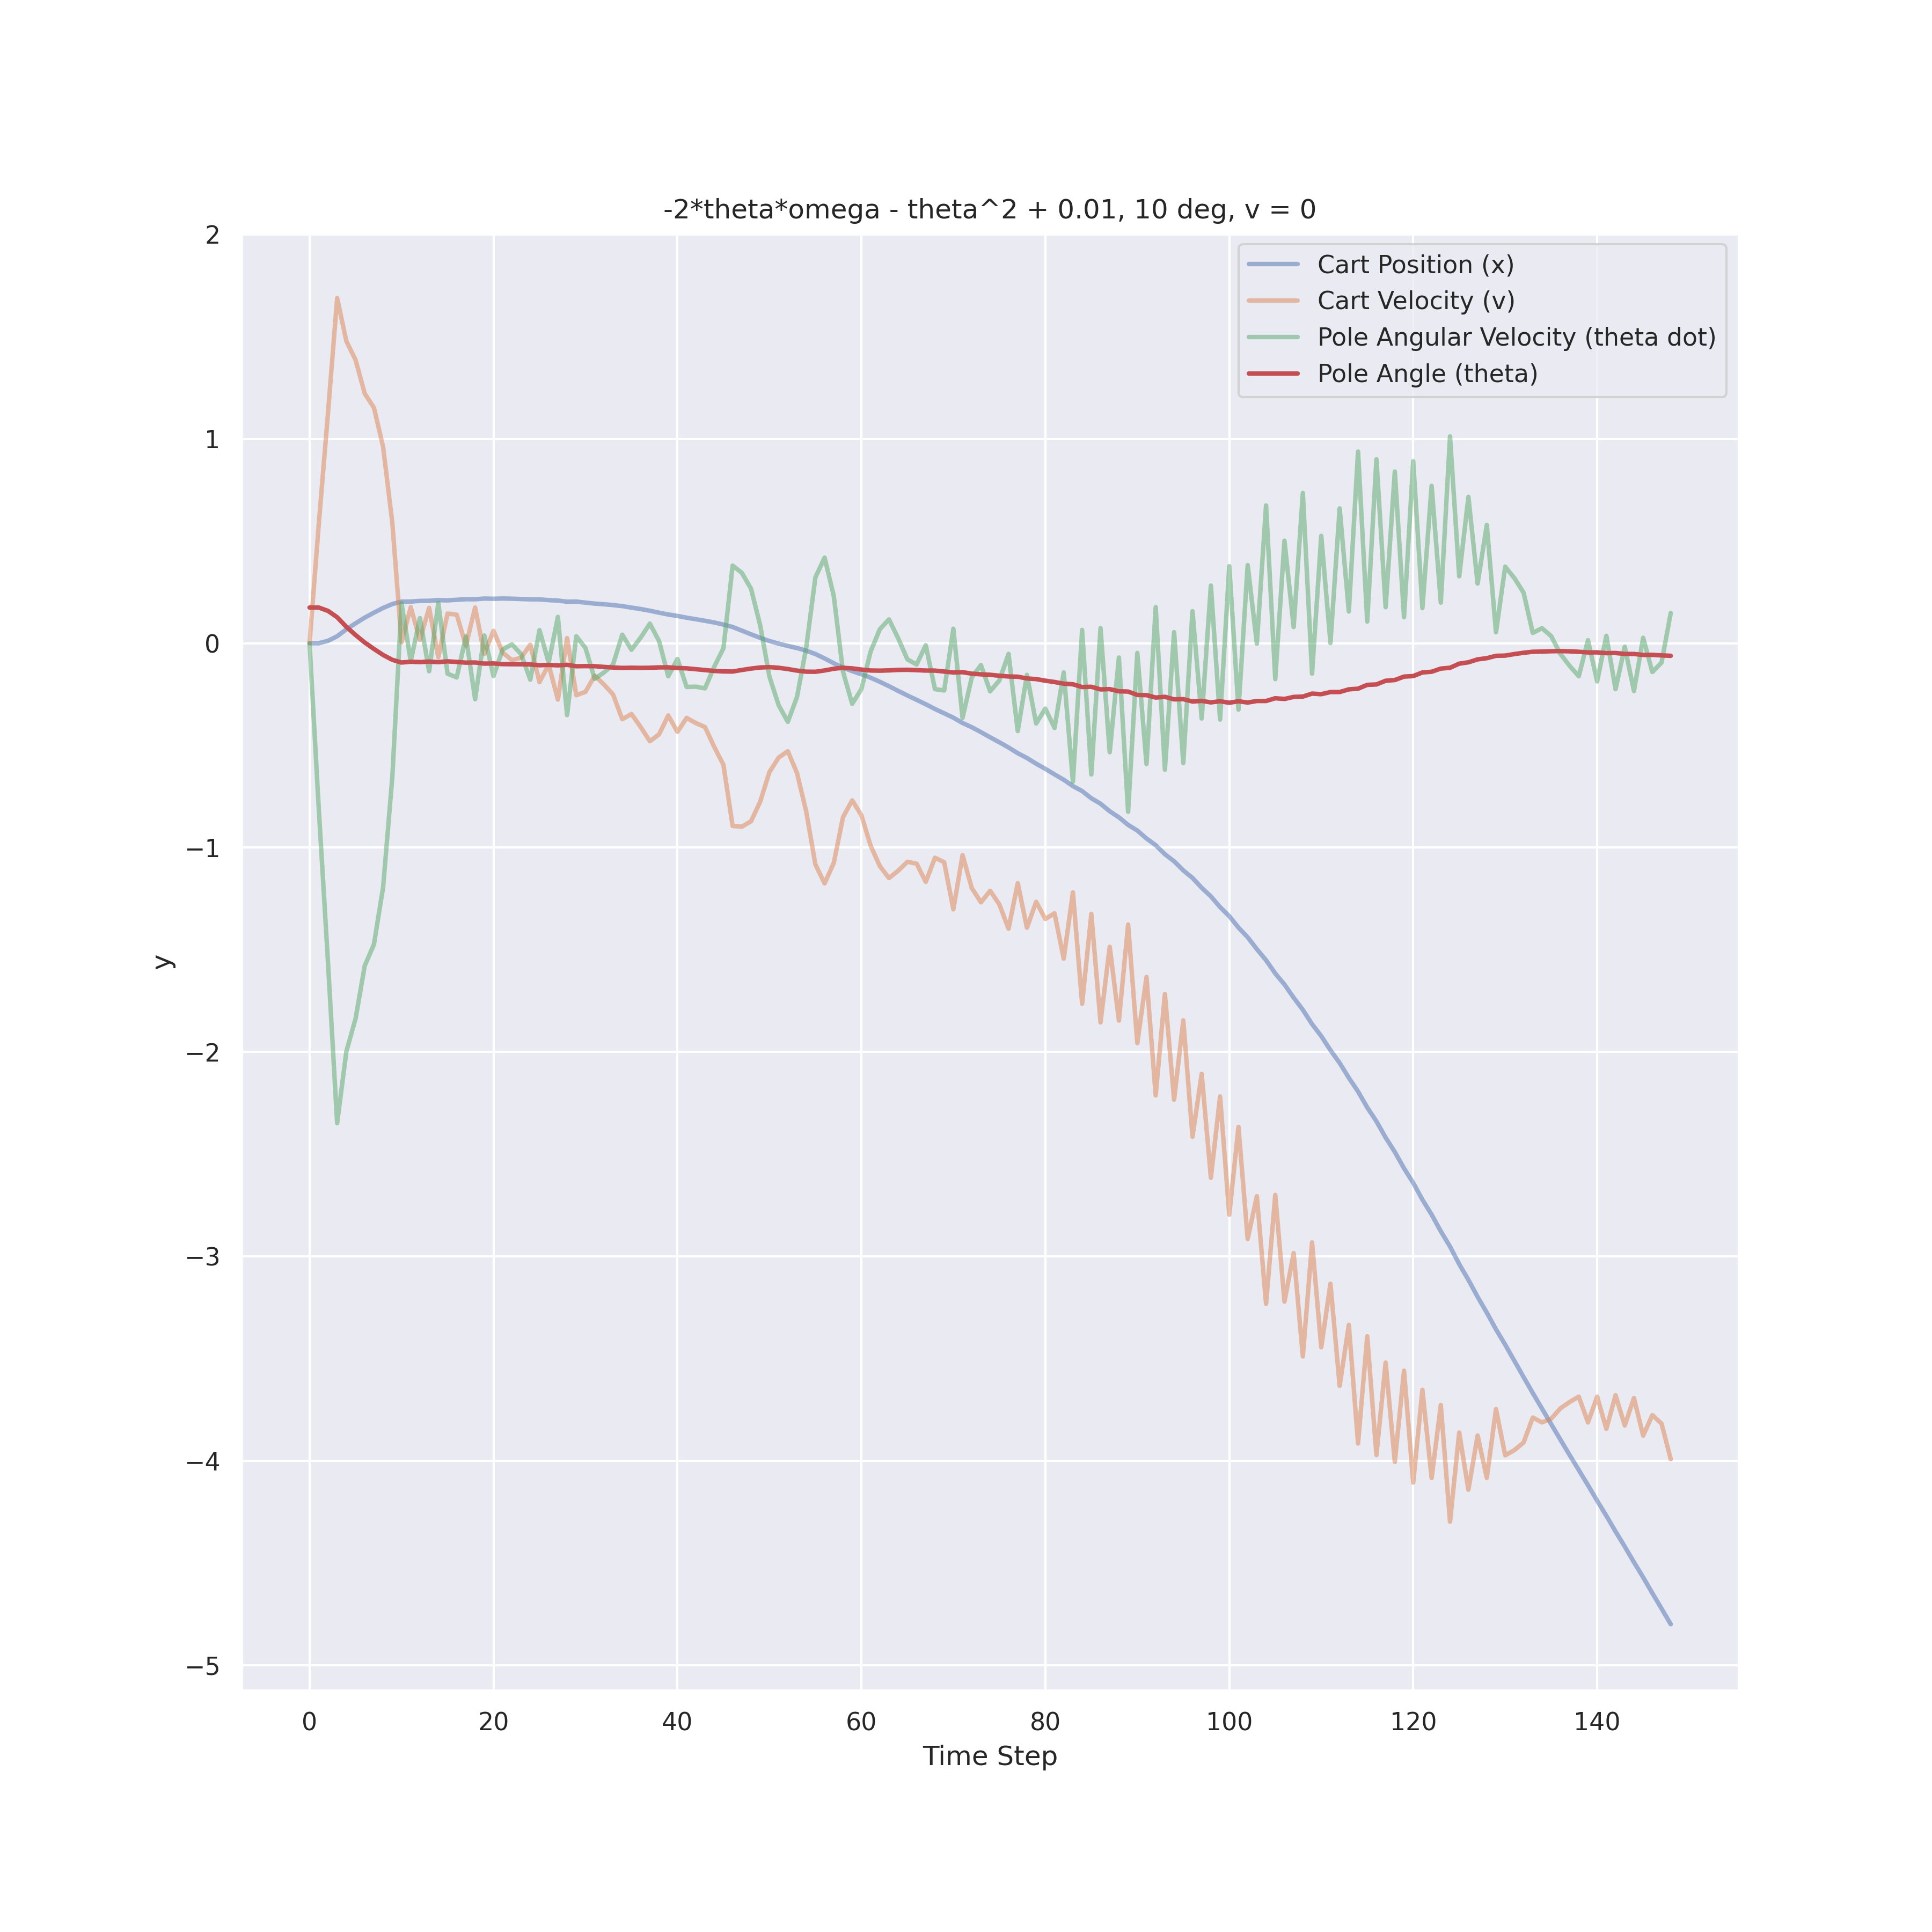 -2*theta*omega - theta^2 + 0.01, 10 deg, v = 0
2
1
0
−1
−2
−3
−4
−5
y
Cart Position (x)
Cart Velocity (v)
Pole Angular Velocity (theta dot)
Pole Angle (theta)
0 20 40 60 80 100 120 140
Time Step